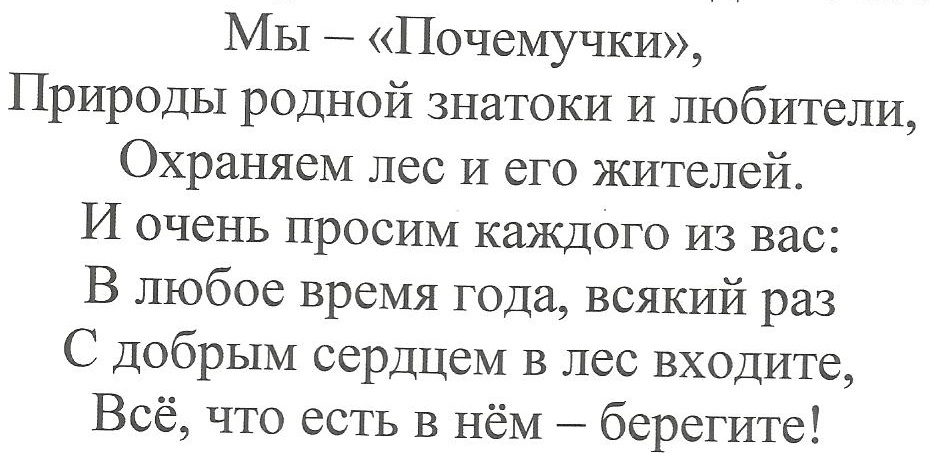 Мы – «Почемучки»,
Природы родной знатоки и любители,
Охраняем лес и его жителей.
И очень просим каждого из вас:
В любое время года, всякий раз
С добрым сердцем в лес входите,
Всё, что есть в нём – берегите!